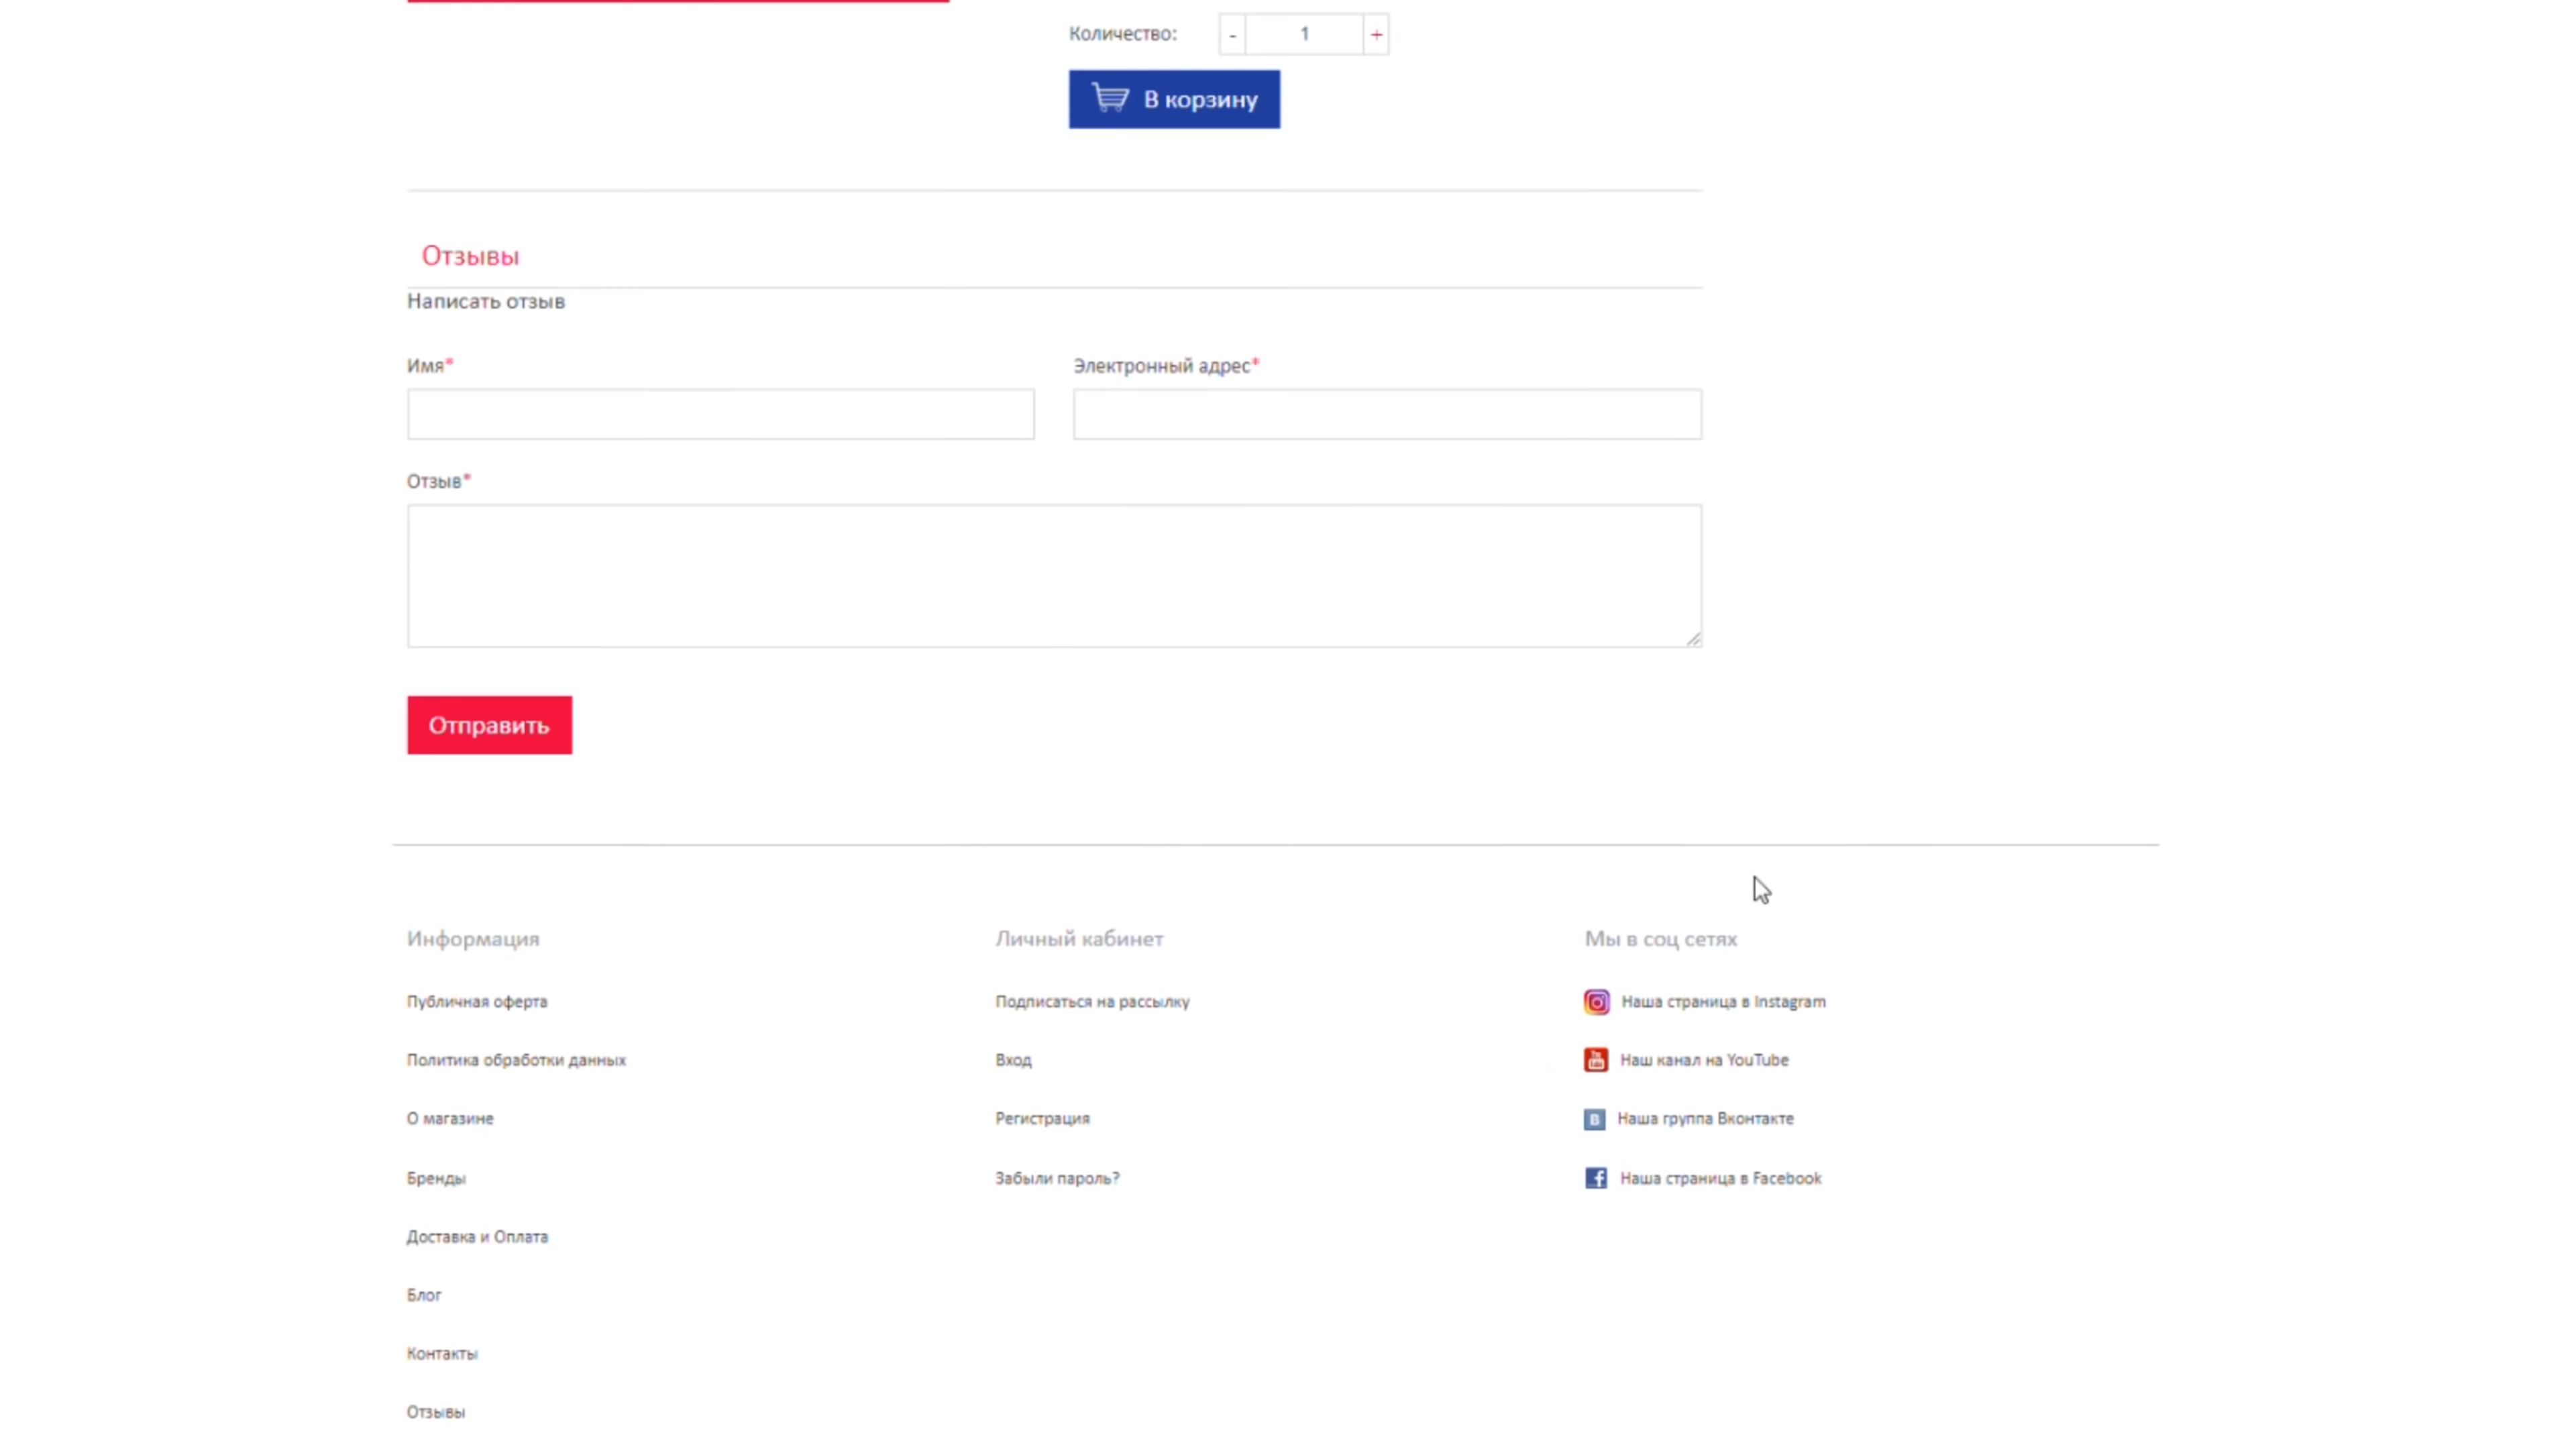 Количество: - 1 +
В корзину
Отзывы
Написать отзыв
Имя* Электронный адрес*
Отзыв*
Отправить
Информация Личный кабинет Мы в соц сетях
Публичная оферта Подписаться на рассылку Наша страница в Instagram
Политика обработки данных Вход Наш канал на YouTube
О магазине Регистрация Наша группа Вконтакте
Бренды Забыли пароль? Наша страница в Facebook
Доставка и Оплата
Блог
Контакты
Отзывы